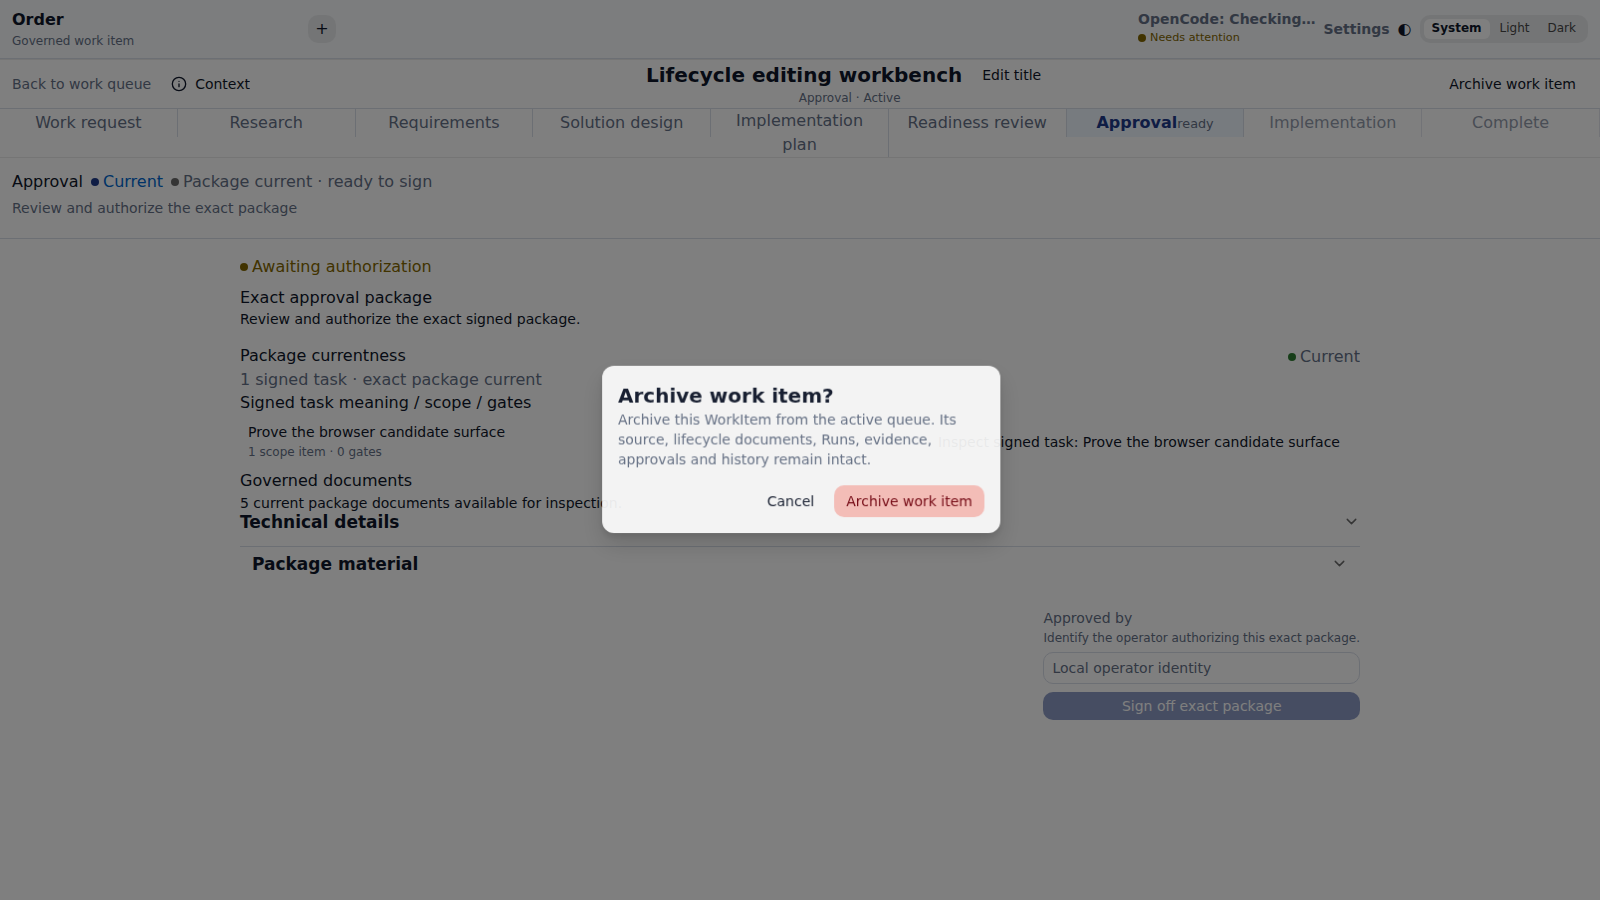 Order
Governed work item
+
OpenCode: Checking…
Needs attention
Settings
System
Light
Dark
Back to work queue
Context
Lifecycle editing workbench
Edit title
Approval · Active
Archive work item
Work request
Research
Requirements
Solution design
Implementation
plan
Readiness review
Approval ready
Implementation
Complete
Approval
Current
Package current · ready to sign
Review and authorize the exact package
Awaiting authorization
Exact approval package
Review and authorize the exact signed package.
Package currentness
Current
1 signed task · exact package current
Signed task meaning / scope / gates
Prove the browser candidate surface
1 scope item · 0 gates
Inspect signed task: Prove the browser candidate surface
Governed documents
5 current package documents available for inspection.
Technical details
Package material
Archive work item?
Archive this WorkItem from the active queue. Its
source, lifecycle documents, Runs, evidence,
approvals and history remain intact.
Cancel
Archive work item
Approved by
Identify the operator authorizing this exact package.
Local operator identity
Sign off exact package